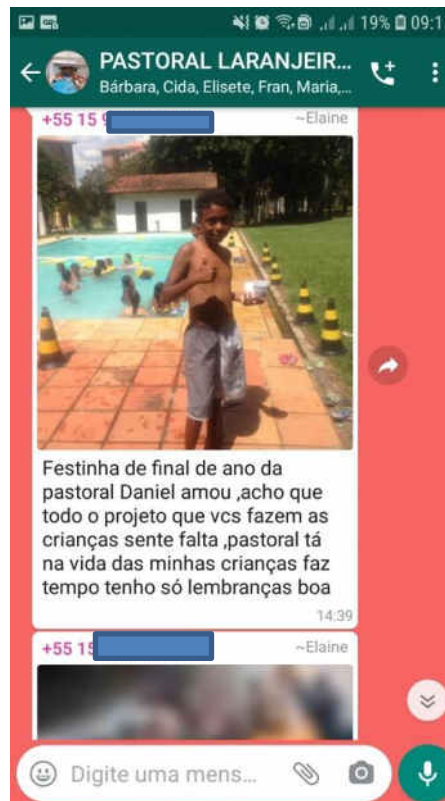 19% 09:1
PASTORAL LARANJEIR...
Bárbara, Cida, Elisete, Fran, Maria,...
+55 15 9 ~Elaine
Festinha de final de ano da
pastoral Daniel amou ,acho que
todo o projeto que vcs fazem as
crianças sente falta ,pastoral tá
na vida das minhas crianças faz
tempo tenho só lembranças boa
14:39
+55 15 ~Elaine
Digite uma mens...